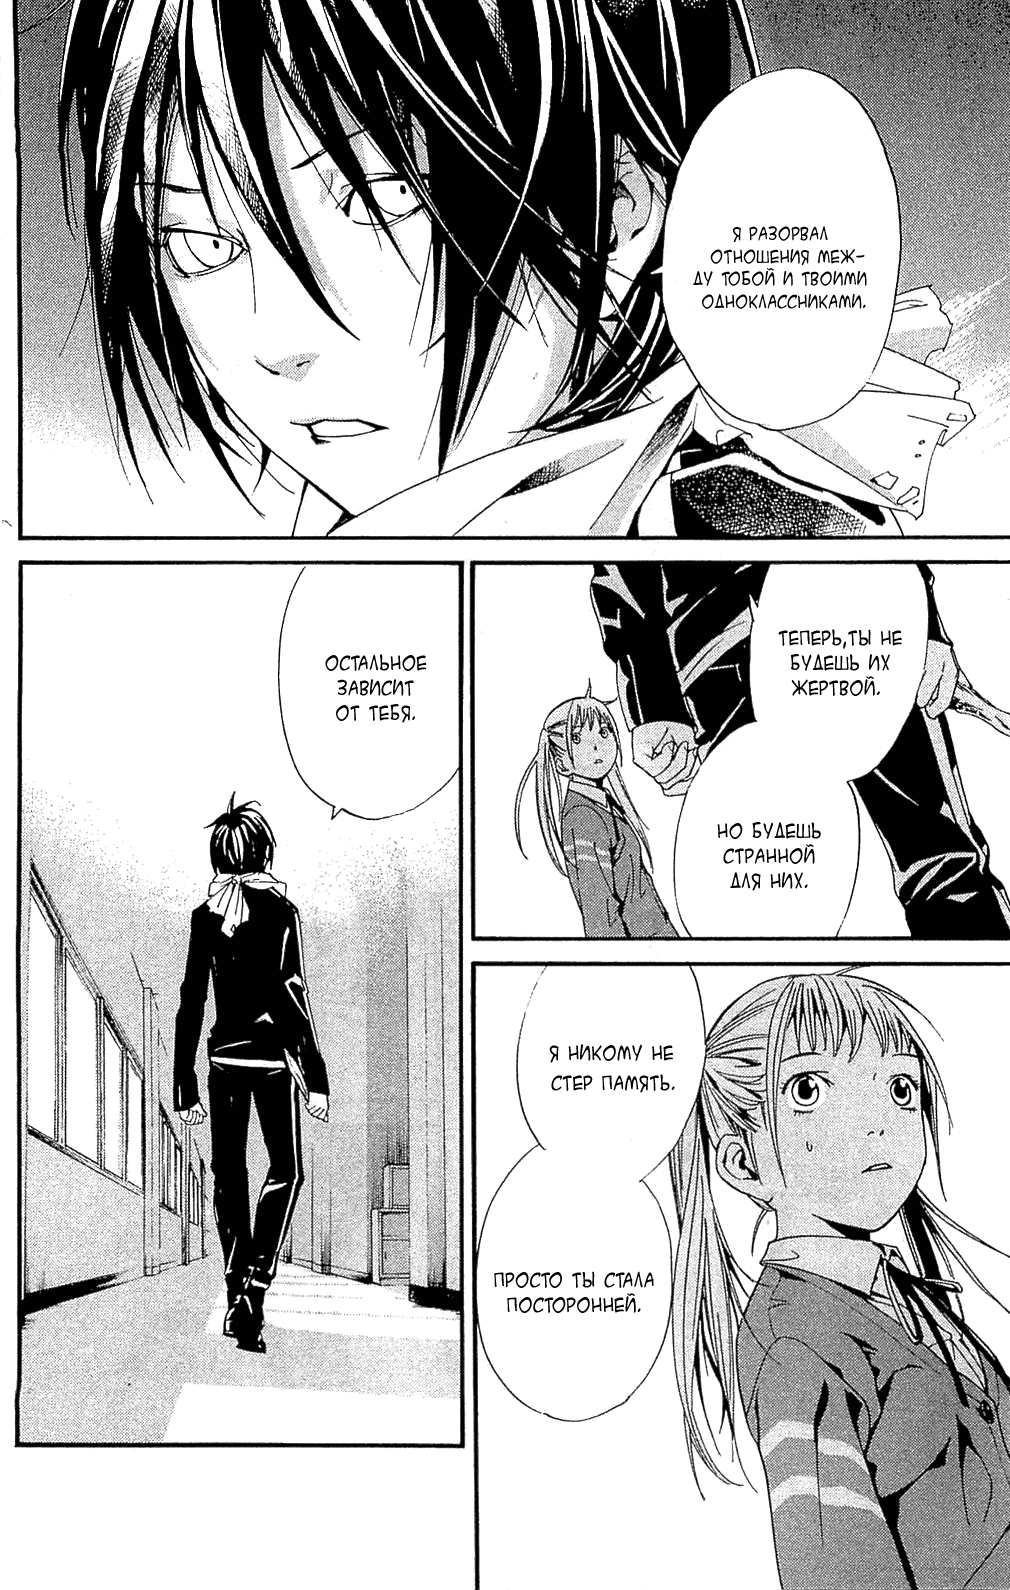 Я РАЗОРВАЛ
ОТНОШЕНИЯ МЕЖ-
ДУ ТОБОЙ И ТВОИМИ
ОДНОКЛАССНИКАМИ.
ТЕПЕРЬ,ТЫ НЕ
БУДЕШЬ ИХ
ЖЕРТВОЙ.
НО БУДЕШЬ
СТРАННОЙ
ДЛЯ НИХ.
Я НИКОМУ НЕ
СТЕР ПАМЯТЬ.
ПРОСТО ТЫ СТАЛА
ПОСТОРОННЕЙ.
ОСТАЛЬНОЕ
ЗАВИСИТ
ОТ ТЕБЯ.